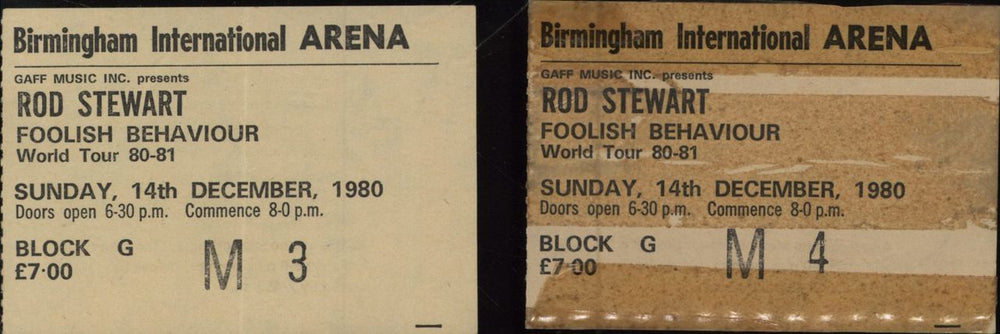 Birmingham International ARENA
GAFF MUSIC INC. presents
ROD STEWART
FOOLISH BEHAVIOUR
World Tour 80-81
SUNDAY, 14th DECEMBER, 1980
Doors open 6-30 p.m. Commence 8-0 p.m.
BLOCK G M 3
£7·00
Birmingham International ARENA
GAFF MUSIC INC. presents
ROD STEWART
FOOLISH BEHAVIOUR
World Tour 80-81
SUNDAY, 14th DECEMBER, 1980
Doors open 6-30 p.m. Commence 8-0 p.m.
BLOCK G M 4
£7·00